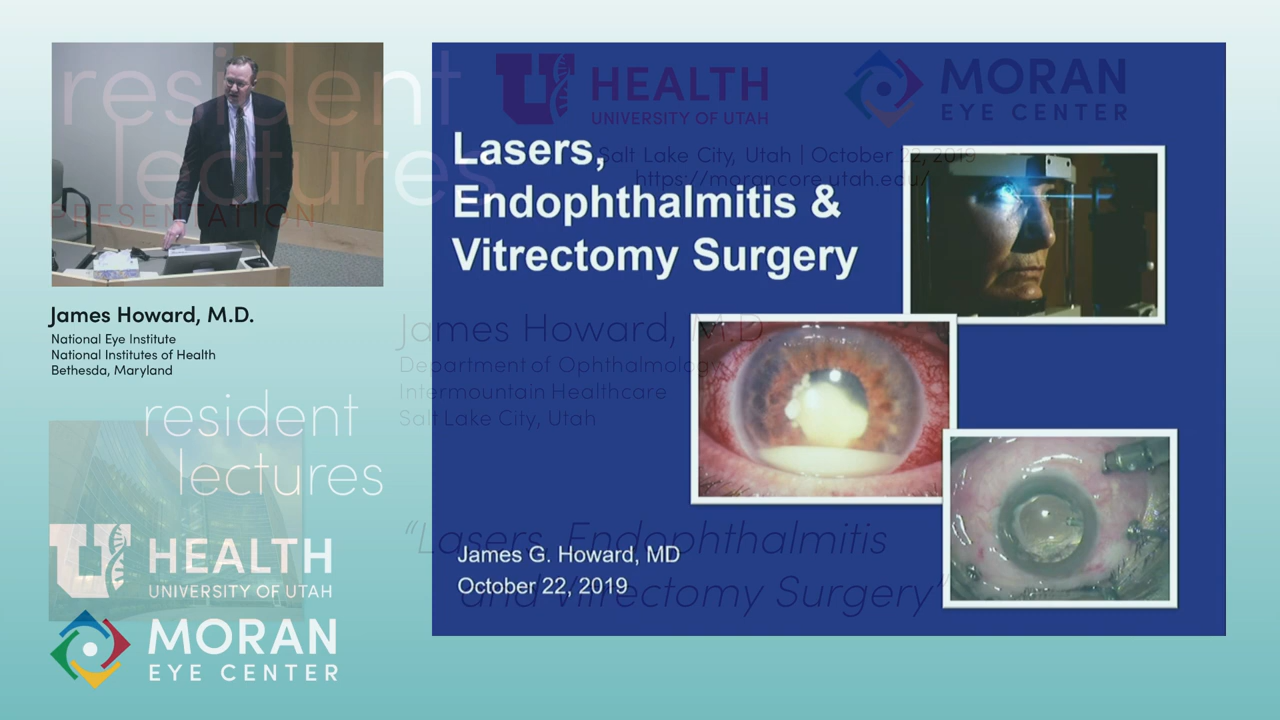 resident
lectures
PRESENTATION
James Howard, M.D.
National Eye Institute
National Institutes of Health
Bethesda, Maryland
resident
lectures
U HEALTH
UNIVERSITY OF UTAH
MORAN
EYE CENTER
U HEALTH
UNIVERSITY OF UTAH
MORAN
EYE CENTER
Salt Lake City, Utah | October 22, 2019
https://morancore.utah.edu/
Lasers,
Endophthalmitis &
Vitrectomy Surgery
James Howard, M.D.
Department of Ophthalmology
Intermountain Healthcare
Salt Lake City, Utah
“Lasers, Endophthalmitis
and Vitrectomy Surgery”
James G. Howard, MD
October 22, 2019